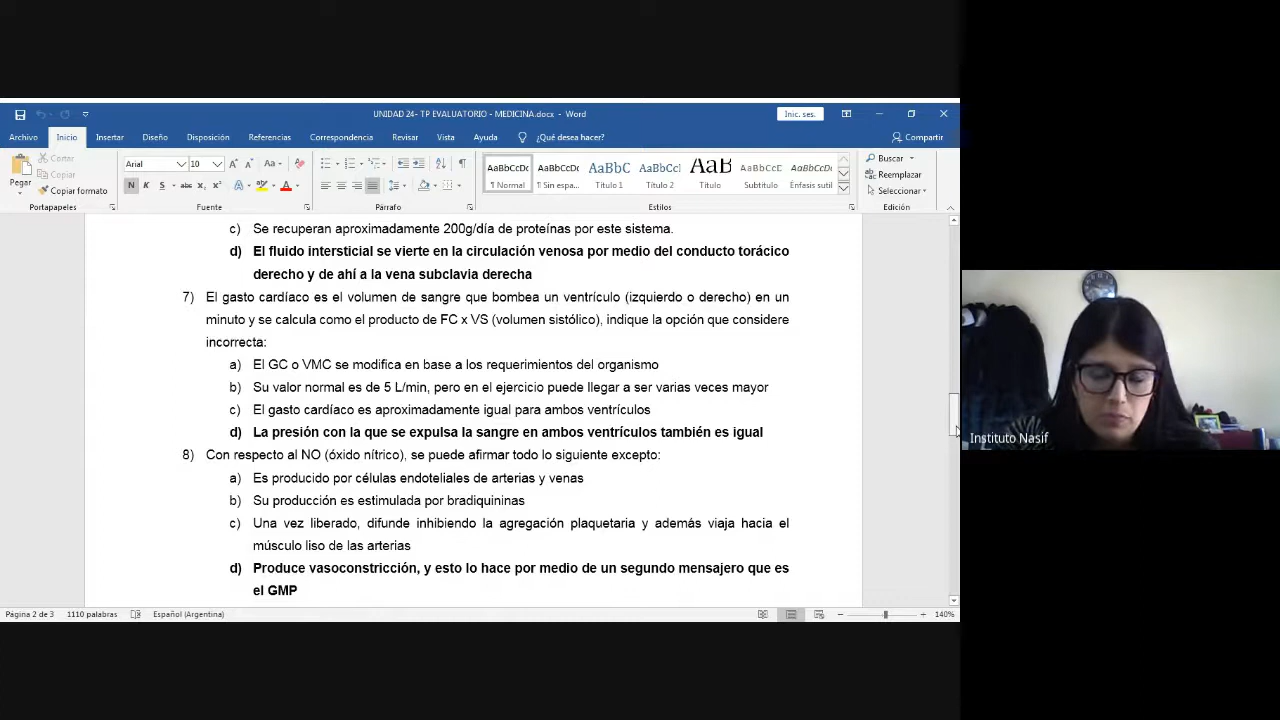 UNIDAD 24- TP EVALUATORIO - MEDICINA.docx - Word
Inic. ses.
Archivo Inicio Insertar Diseño Disposición Referencias Correspondencia Revisar Vista Ayuda ¿Qué desea hacer? Compartir
Pegar
Cortar
Copiar
Copiar formato
Portapapeles
Arial 10
N K S
Fuente
Párrafo
AaBbCcDc AaBbCcDc AaBbC AaBbCcI AaB AaBbCcD AaBbCcDi
¶ Normal ¶ Sin espa... Título 1 Título 2 Título Subtítulo Énfasis sutil
Estilos
Buscar
Reemplazar
Seleccionar
Edición
c) Se recuperan aproximadamente 200g/día de proteínas por este sistema.
d) El fluido intersticial se vierte en la circulación venosa por medio del conducto torácico
derecho y de ahí a la vena subclavia derecha
7) El gasto cardíaco es el volumen de sangre que bombea un ventrículo (izquierdo o derecho) en un
minuto y se calcula como el producto de FC x VS (volumen sistólico), indique la opción que considere
incorrecta:
a) El GC o VMC se modifica en base a los requerimientos del organismo
b) Su valor normal es de 5 L/min, pero en el ejercicio puede llegar a ser varias veces mayor
c) El gasto cardíaco es aproximadamente igual para ambos ventrículos
d) La presión con la que se expulsa la sangre en ambos ventrículos también es igual
8) Con respecto al NO (óxido nítrico), se puede afirmar todo lo siguiente excepto:
a) Es producido por células endoteliales de arterias y venas
b) Su producción es estimulada por bradiquininas
c) Una vez liberado, difunde inhibiendo la agregación plaquetaria y además viaja hacia el
músculo liso de las arterias
d) Produce vasoconstricción, y esto lo hace por medio de un segundo mensajero que es
el GMP
Página 2 de 3 1110 palabras Español (Argentina) 140%
Instituto Nasif